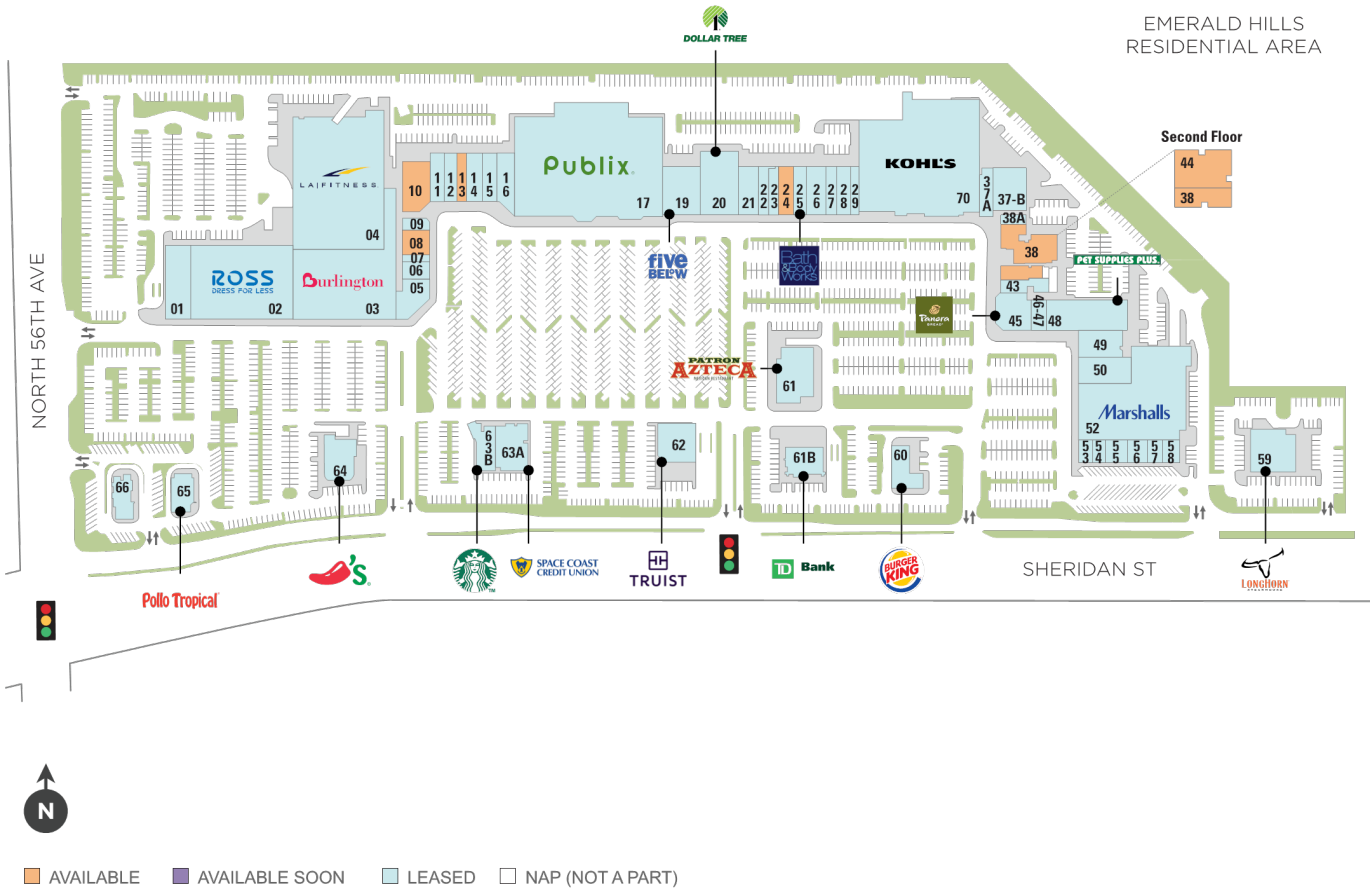 DOLLAR TREE
EMERALD HILLS
RESIDENTIAL AREA
Second Floor
44
38
NORTH 56TH AVE
LA|FITNESS
04
10
11
12
13
14
15
16
Publix
17
19
20
21
22
23
24
25
26
27
28
29
KOHL'S
70
37A
37-B
38A
38
09
08
07
06
05
01
ROSS
DRESS FOR LESS
02
Burlington
03
five
BELOW
Bath
& Body
Works
PET SUPPLIES PLUS.
43
45
46-47
48
Panera
BREAD
49
50
PATRON
AZTECA
61
Marshalls
52
53
54
55
56
57
58
59
66
65
64
63B
63A
62
61B
60
Pollo Tropical
'S
SPACE COAST
CREDIT UNION
TRUIST
TD Bank
BURGER
KING
SHERIDAN ST
LONGHORN
STEAKHOUSE
N
AVAILABLE
AVAILABLE SOON
LEASED
NAP (NOT A PART)